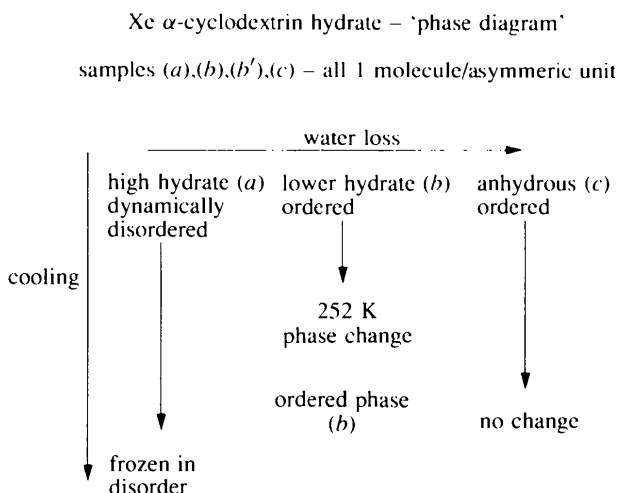 Xe α-cyclodextrin hydrate – 'phase diagram'
samples (a),(b),(b′),(c) – all 1 molecule/asymmeric unit
water loss
high hydrate (a)
dynamically
disordered
lower hydrate (b)
ordered
anhydrous (c)
ordered
cooling
252 K
phase change
ordered phase
(b)
no change
frozen in
disorder